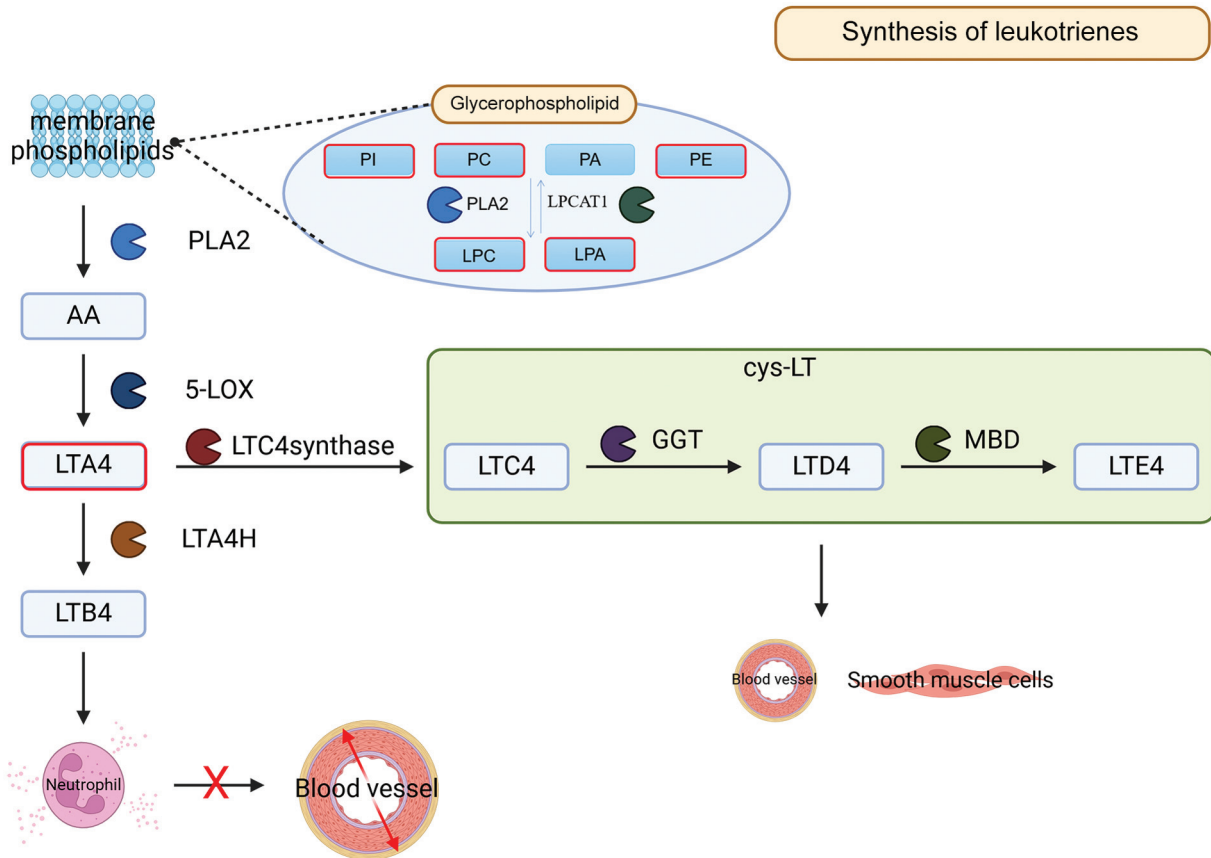 Synthesis of leukotrienes
membrane
phospholipids
Glycerophospholipid
PI
PC
PA
PE
PLA2
LPCAT1
LPC
LPA
PLA2
AA
5-LOX
LTA4
LTC4synthase
cys-LT
LTC4
GGT
LTD4
MBD
LTE4
LTA4H
LTB4
Blood vessel
Smooth muscle cells
Neutrophil
X
Blood vessel